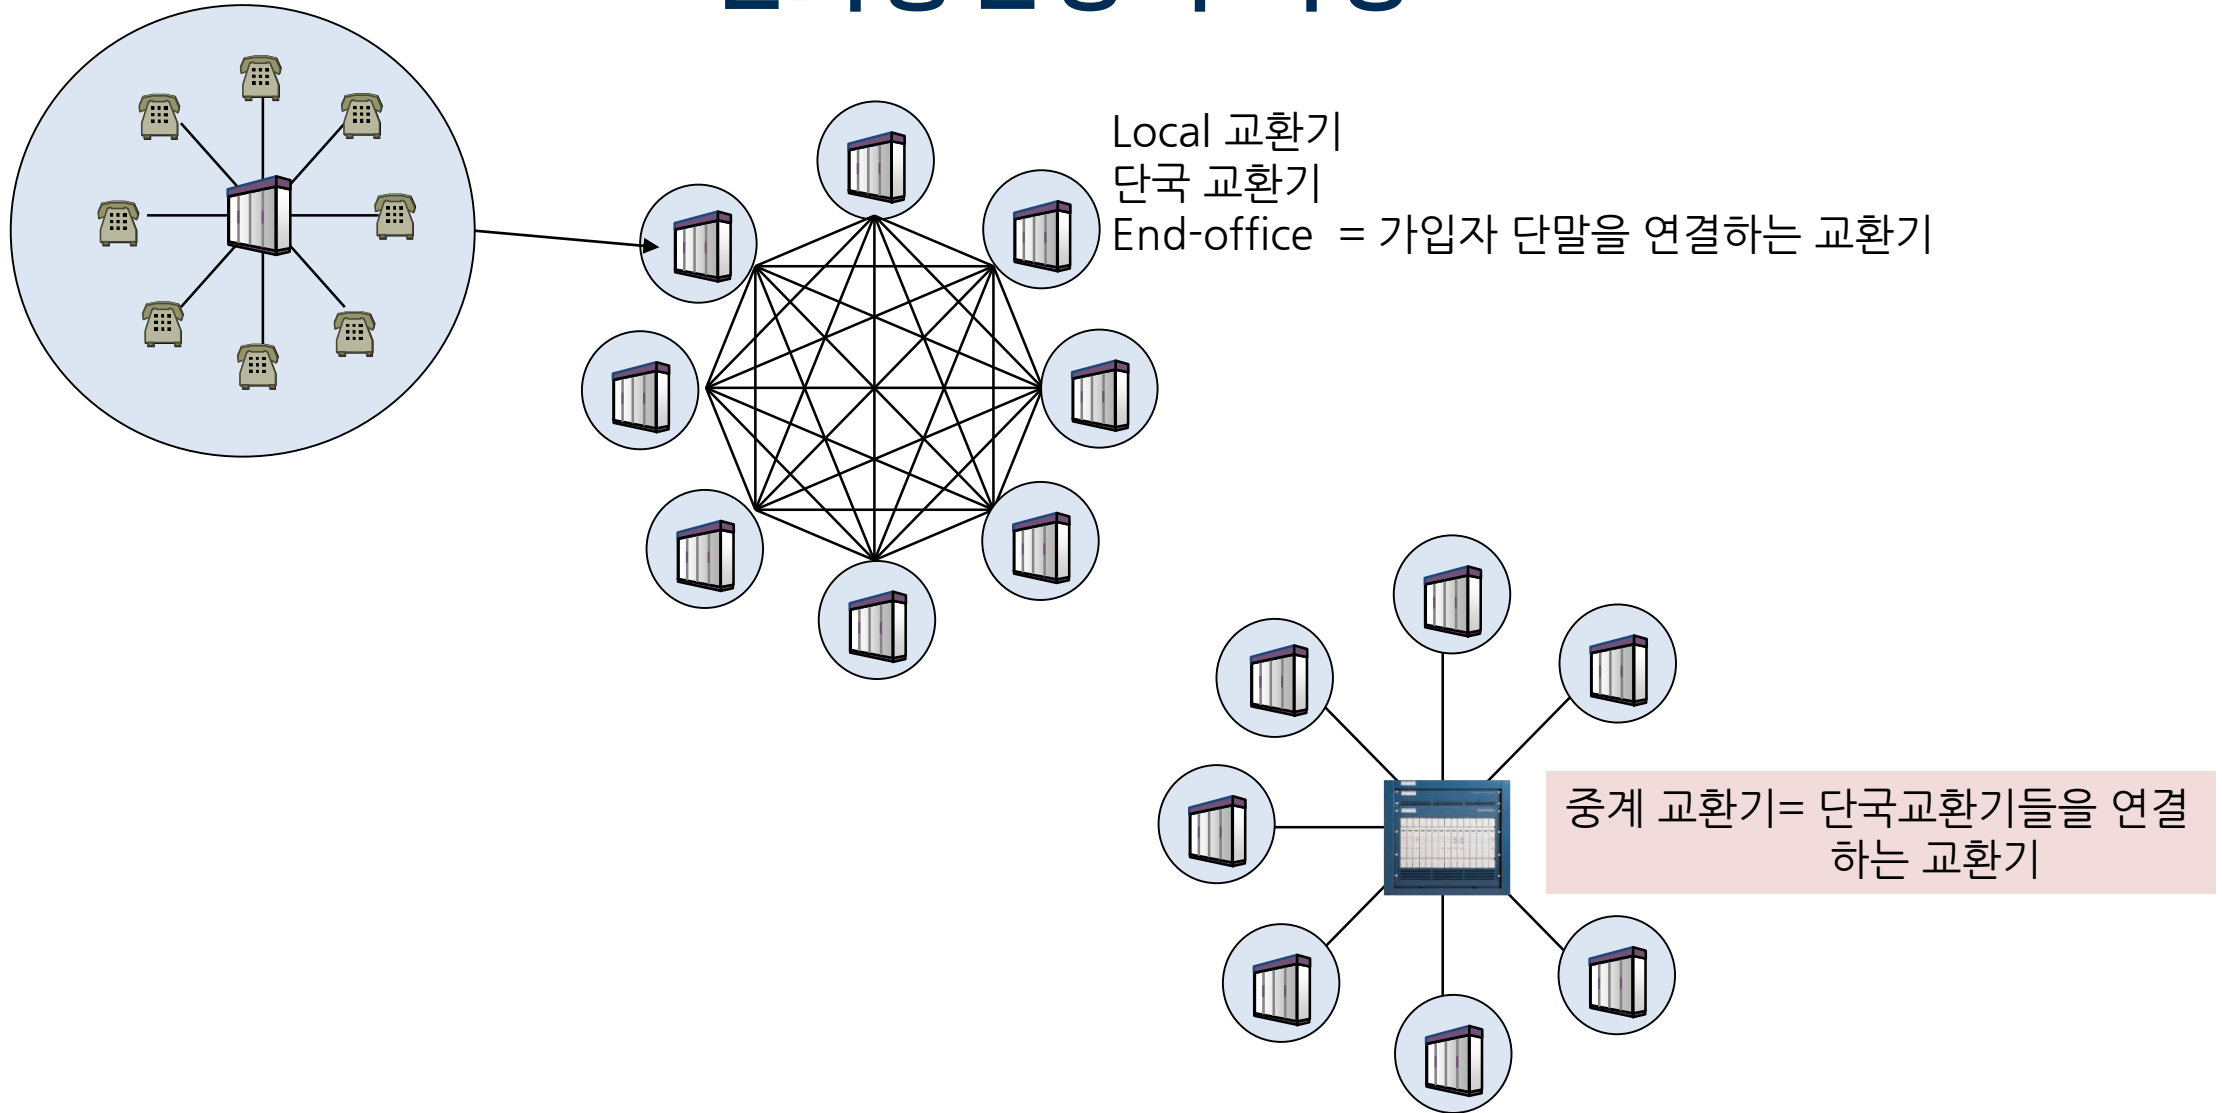 Local 교환기
단국 교환기
End-office = 가입자 단말을 연결하는 교환기
중계 교환기= 단국교환기들을 연결
하는 교환기